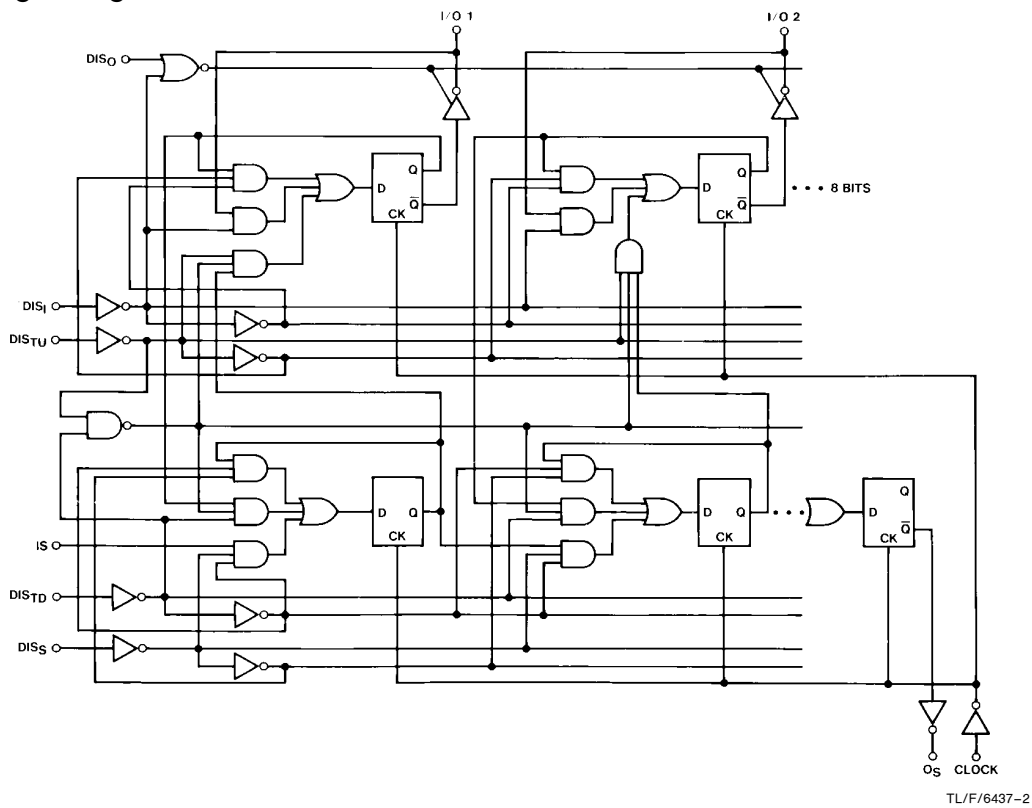 I/O 1
I/O 2
DISO
D
Q
Q̅
CK
D
Q
Q̅
CK
• • • 8 BITS
DISI
DISTU
D
Q
CK
D
Q
CK
• • •
D
Q
Q̅
CK
IS
DISTD
DISS
OS
CLOCK
TL/F/6437–2